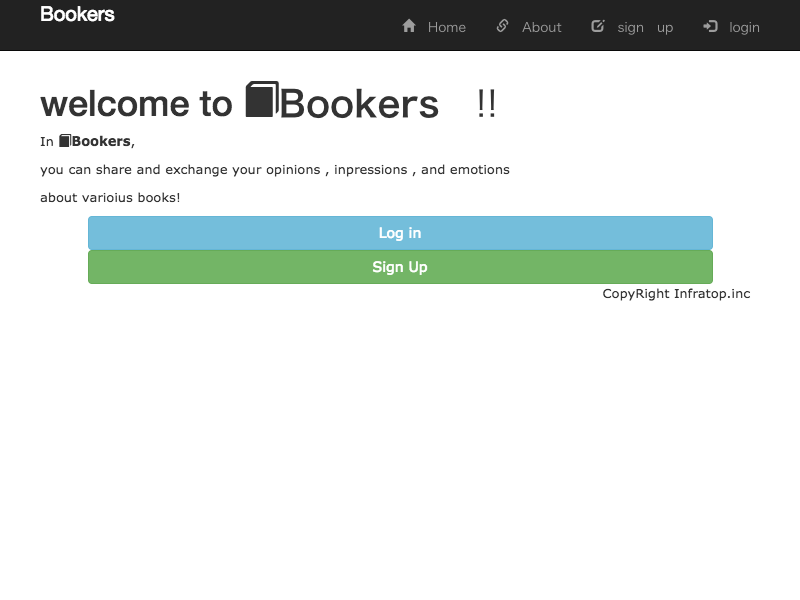 Bookers
Home About sign up login
welcome to Bookers !!
In Bookers,
you can share and exchange your opinions , inpressions , and emotions
about varioius books!
Log in
Sign Up
CopyRight Infratop.inc